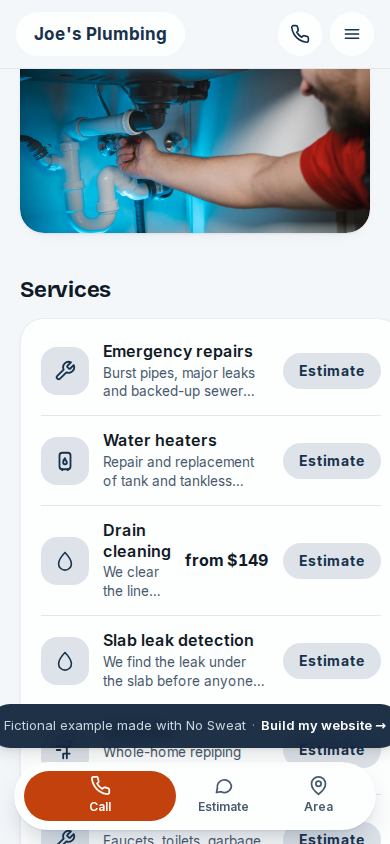 Joe's Plumbing
Services
Emergency repairs
Burst pipes, major leaks
and backed-up sewer...
Estimate
Water heaters
Repair and replacement
of tank and tankless...
Estimate
Drain
cleaning
We clear
the line...
from $149
Estimate
Slab leak detection
We find the leak under
the slab before anyone...
Estimate
Fictional example made with No Sweat · Build my website →
Whole-home repiping
Estimate
Call
Estimate
Area
Faucets, toilets, garbage
Estimate